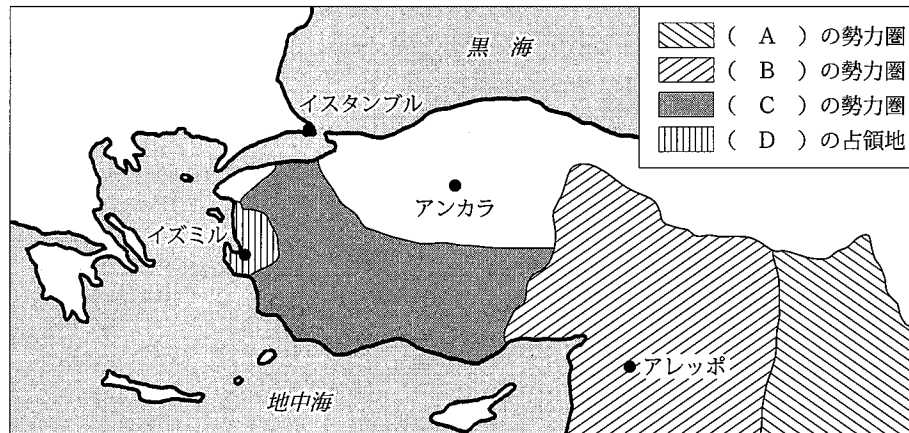 ( A )の勢力圏
( B )の勢力圏
( C )の勢力圏
( D )の占領地
黒 海
イスタンブル
アンカラ
イズミル
アレッポ
地中海